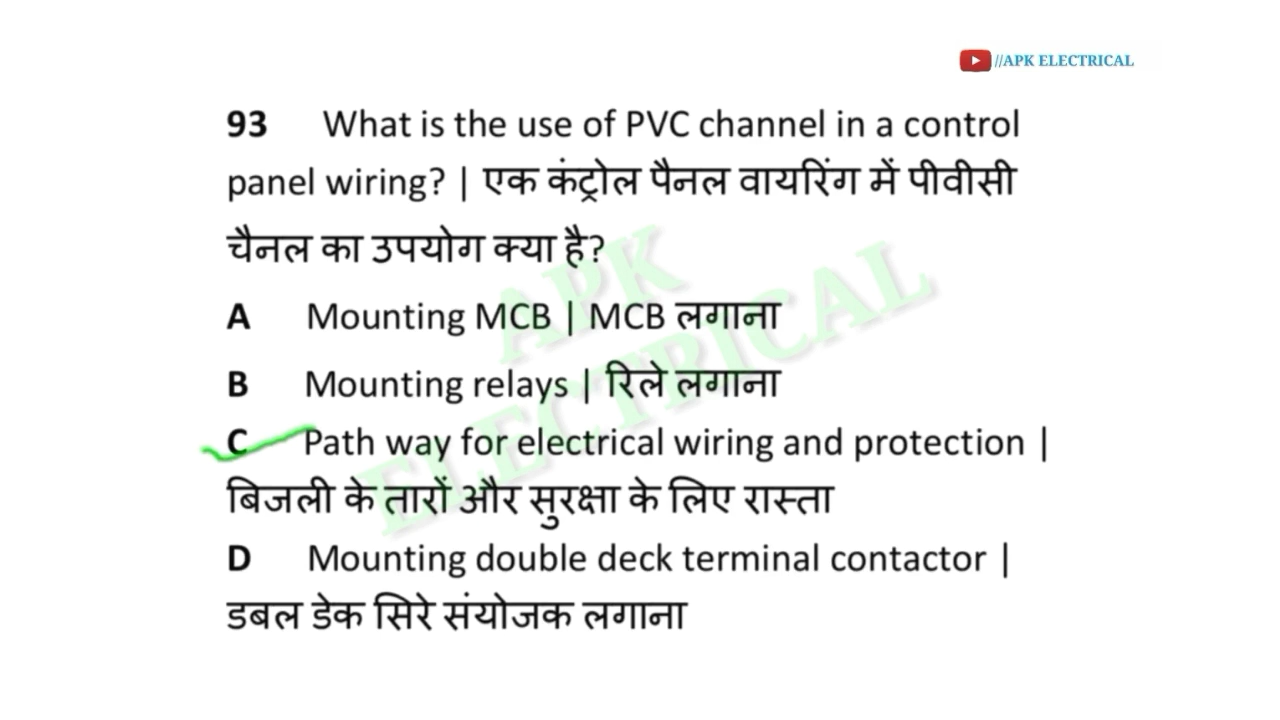 //APK ELECTRICAL
93 What is the use of PVC channel in a control
panel wiring? | एक कंट्रोल पैनल वायरिंग में पीवीसी
चैनल का उपयोग क्या है?
A Mounting MCB | MCB लगाना
B Mounting relays | रिले लगाना
C Path way for electrical wiring and protection |
बिजली के तारों और सुरक्षा के लिए रास्ता
D Mounting double deck terminal contactor |
डबल डेक सिरे संयोजक लगाना
APK
ELECTRICAL